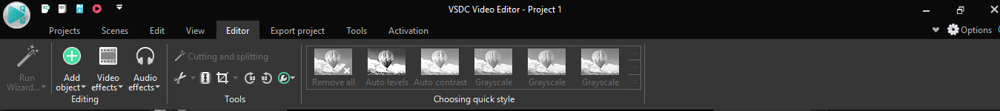 VSDC Video Editor - Project 1
Projects Scenes Edit View Editor Export project Tools Activation Options
Run Wizard...
Add object
Video effects
Audio effects
Editing
Cutting and splitting
90 90
Tools
Remove all Auto levels Auto contrast Grayscale Grayscale Grayscale
Choosing quick style